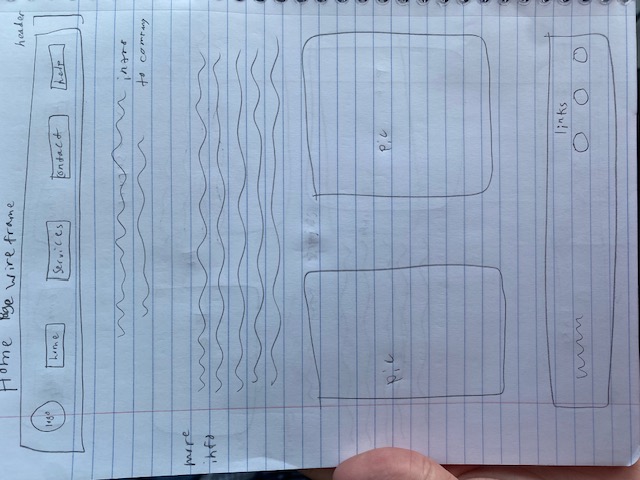 Home Page wireframe
header
logo
home
Services
contact
help
intro
to company
more
info
pic
pic
links